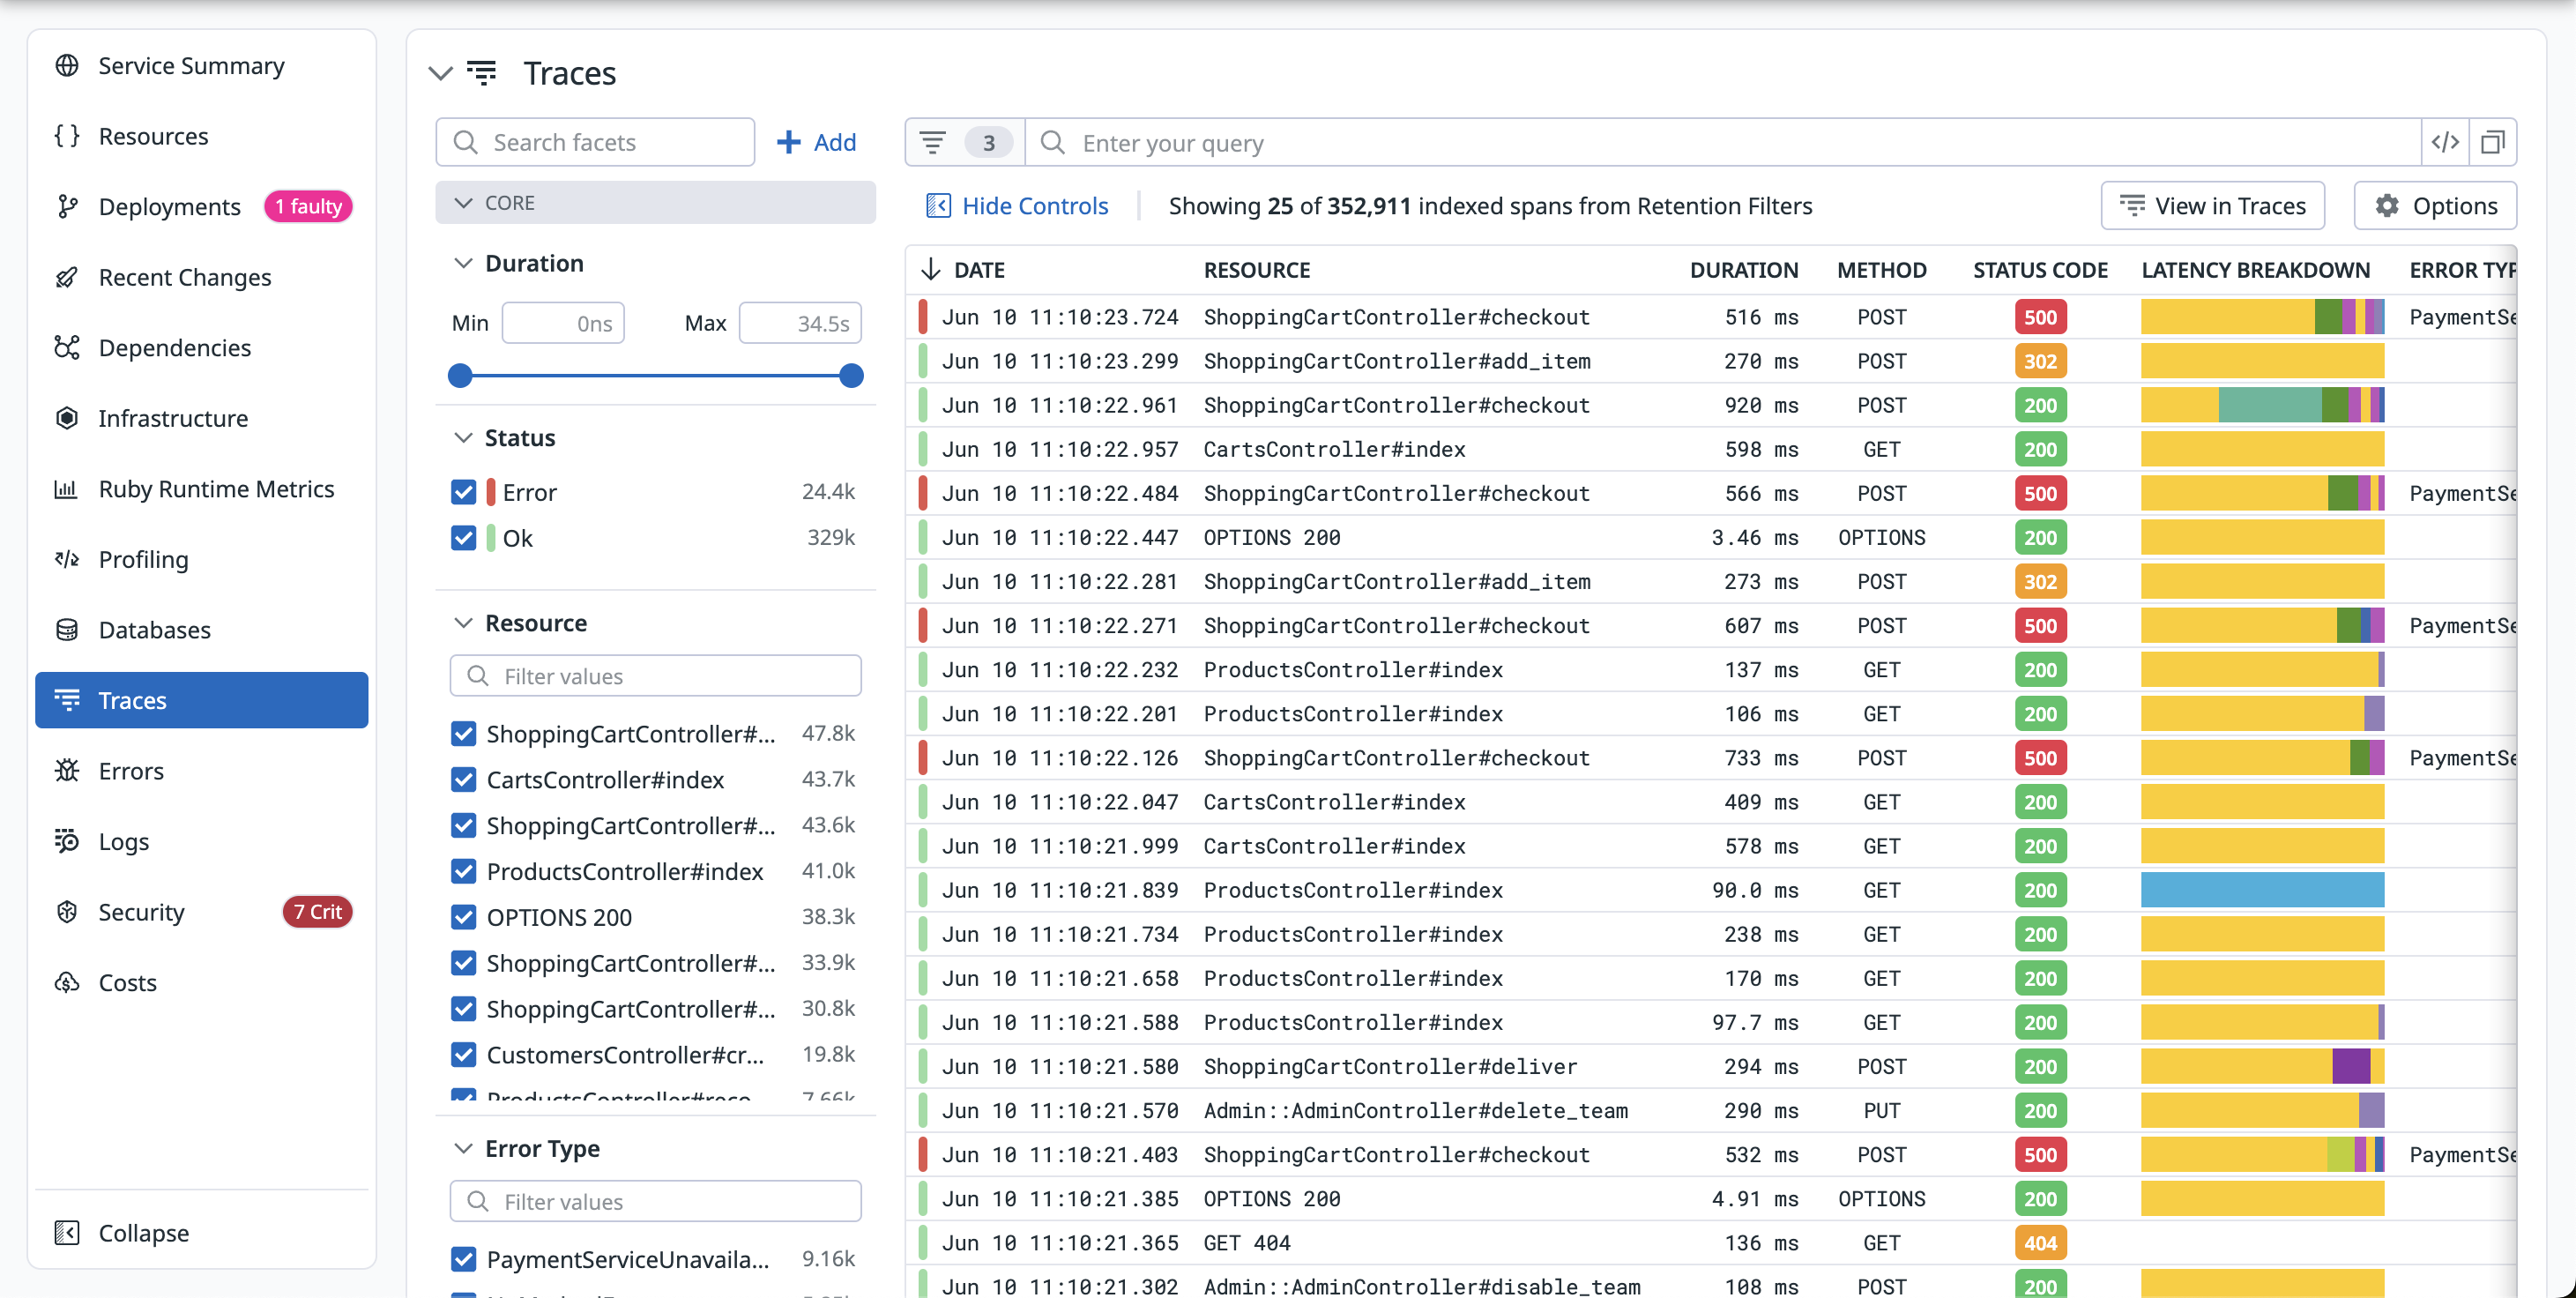 Service Summary
Resources
Deployments 1 faulty
Recent Changes
Dependencies
Infrastructure
Ruby Runtime Metrics
Profiling
Databases
Traces
Errors
Logs
Security 7 Crit
Costs
Collapse
Traces
Search facets
Add
CORE
Duration
Min 0ns Max 34.5s
Status
Error 24.4k
Ok 329k
Resource
Filter values
ShoppingCartController#... 47.8k
CartsController#index 43.7k
ShoppingCartController#... 43.6k
ProductsController#index 41.0k
OPTIONS 200 38.3k
ShoppingCartController#... 33.9k
ShoppingCartController#... 30.8k
CustomersController#cr... 19.8k
ProductsController#reco 7.66k
Error Type
Filter values
PaymentServiceUnavaila... 9.16k
3 Enter your query
Hide Controls Showing 25 of 352,911 indexed spans from Retention Filters View in Traces Options
DATE RESOURCE DURATION METHOD STATUS CODE LATENCY BREAKDOWN ERROR TYP
Jun 10 11:10:23.724 ShoppingCartController#checkout 516 ms POST 500 PaymentSe
Jun 10 11:10:23.299 ShoppingCartController#add_item 270 ms POST 302
Jun 10 11:10:22.961 ShoppingCartController#checkout 920 ms POST 200
Jun 10 11:10:22.957 CartsController#index 598 ms GET 200
Jun 10 11:10:22.484 ShoppingCartController#checkout 566 ms POST 500 PaymentSe
Jun 10 11:10:22.447 OPTIONS 200 3.46 ms OPTIONS 200
Jun 10 11:10:22.281 ShoppingCartController#add_item 273 ms POST 302
Jun 10 11:10:22.271 ShoppingCartController#checkout 607 ms POST 500 PaymentSe
Jun 10 11:10:22.232 ProductsController#index 137 ms GET 200
Jun 10 11:10:22.201 ProductsController#index 106 ms GET 200
Jun 10 11:10:22.126 ShoppingCartController#checkout 733 ms POST 500 PaymentSe
Jun 10 11:10:22.047 CartsController#index 409 ms GET 200
Jun 10 11:10:21.999 CartsController#index 578 ms GET 200
Jun 10 11:10:21.839 ProductsController#index 90.0 ms GET 200
Jun 10 11:10:21.734 ProductsController#index 238 ms GET 200
Jun 10 11:10:21.658 ProductsController#index 170 ms GET 200
Jun 10 11:10:21.588 ProductsController#index 97.7 ms GET 200
Jun 10 11:10:21.580 ShoppingCartController#deliver 294 ms POST 200
Jun 10 11:10:21.570 Admin::AdminController#delete_team 290 ms PUT 200
Jun 10 11:10:21.403 ShoppingCartController#checkout 532 ms POST 500 PaymentSe
Jun 10 11:10:21.385 OPTIONS 200 4.91 ms OPTIONS 200
Jun 10 11:10:21.365 GET 404 136 ms GET 404
Jun 10 11:10:21.302 Admin::AdminController#disable_team 108 ms POST 200